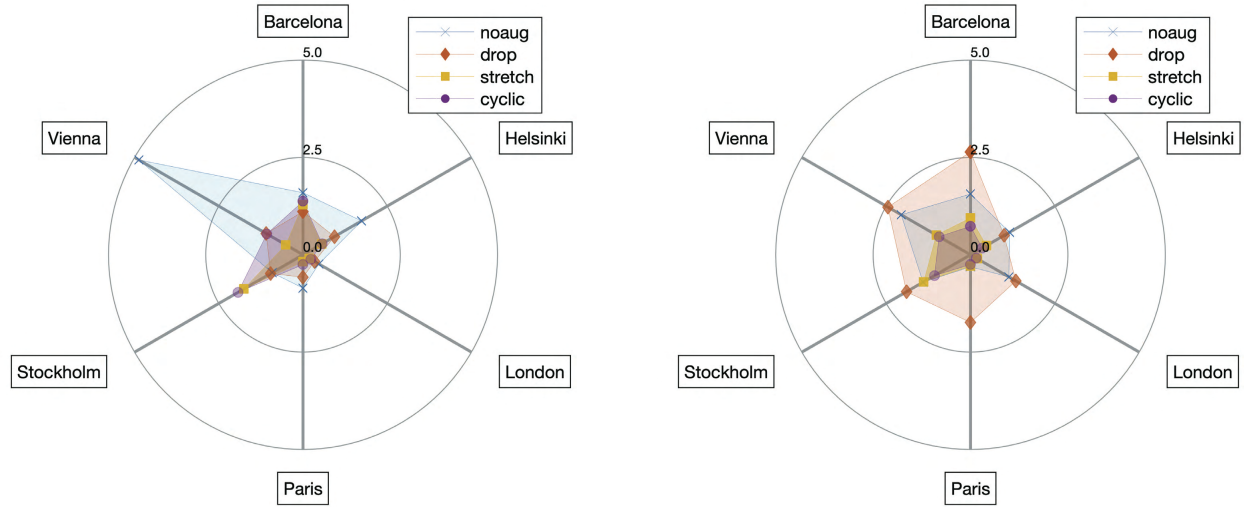 Barcelona
noaug
drop
stretch
cyclic
5.0
Vienna
Helsinki
2.5
0.0
Stockholm
London
Paris
Barcelona
noaug
drop
stretch
cyclic
5.0
Vienna
Helsinki
2.5
0.0
Stockholm
London
Paris